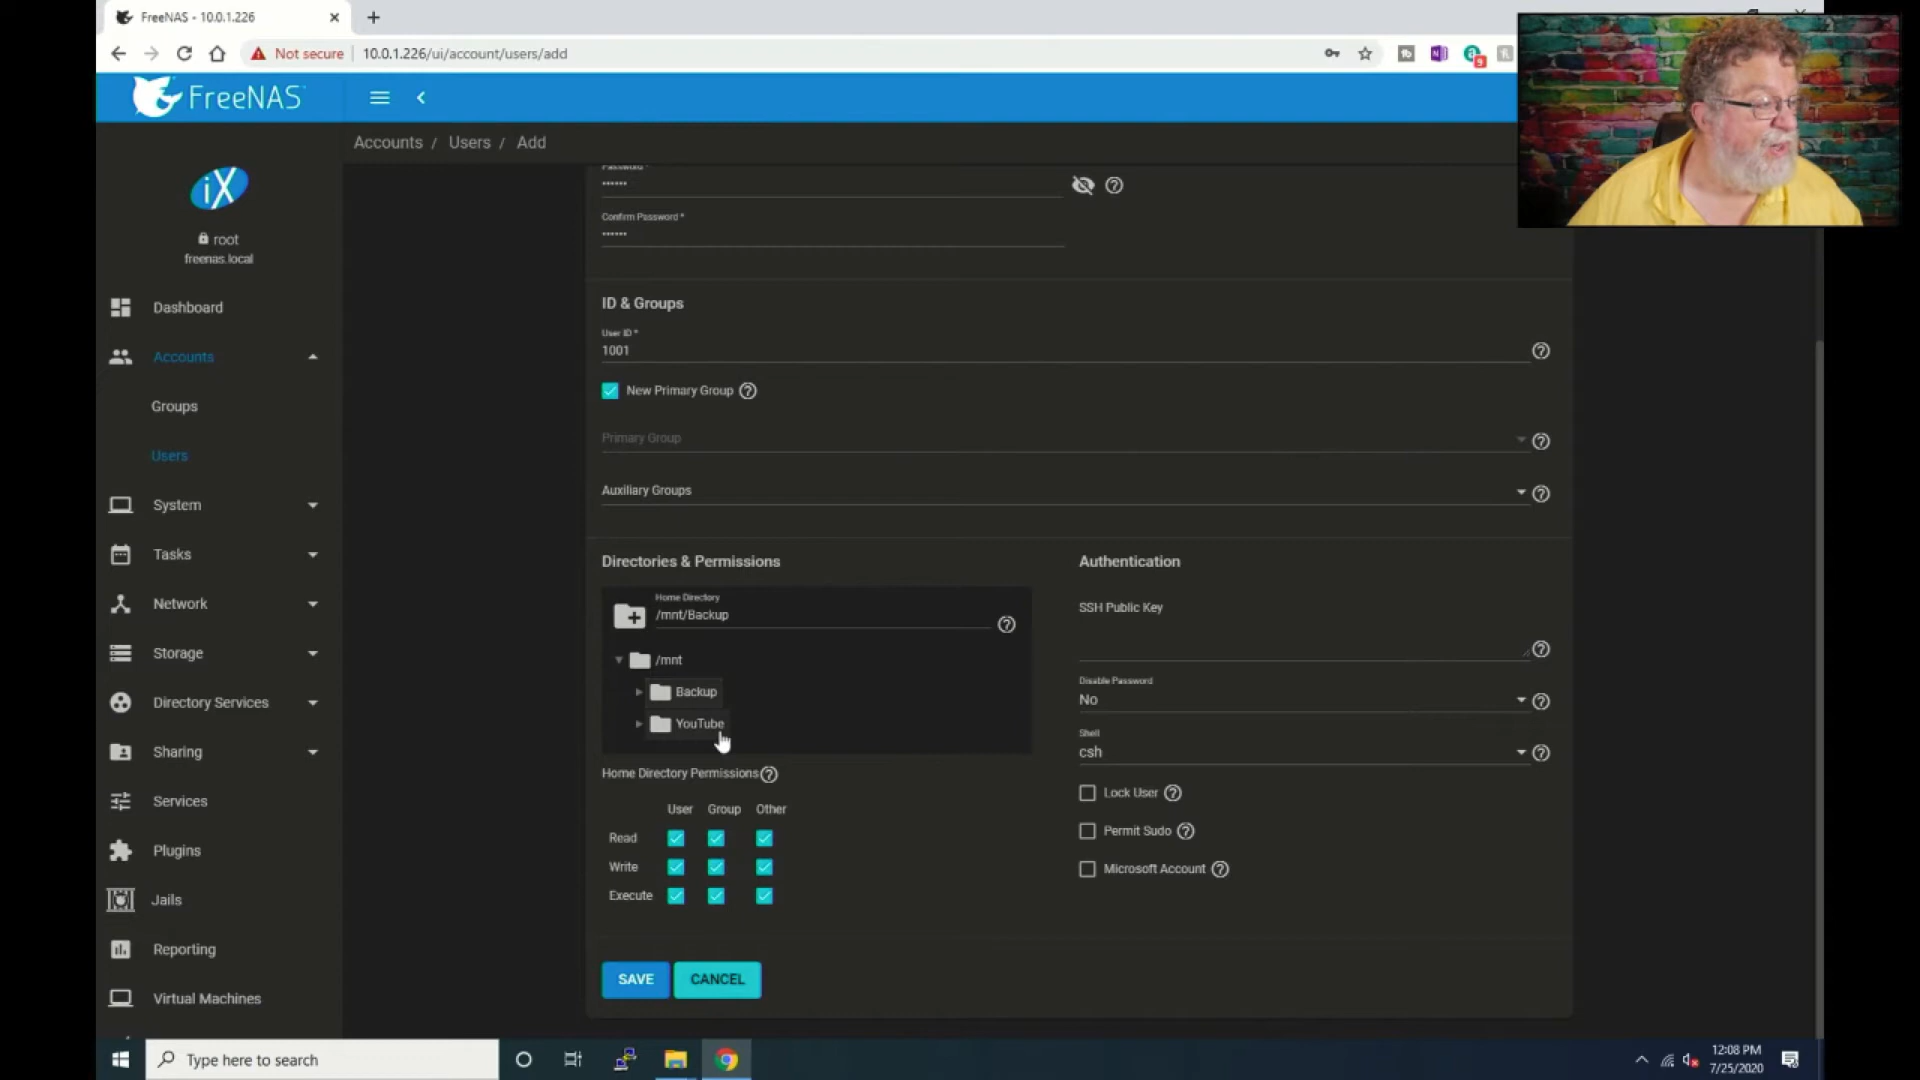 FreeNAS - 10.0.1.226
Not secure 10.0.1.226/ui/account/users/add
9
FreeNAS
Accounts / Users / Add
iX
root
freenas.local
Dashboard
Accounts
Groups
Users
System
Tasks
Network
Storage
Directory Services
Sharing
Services
Plugins
Jails
Reporting
Virtual Machines
Password *
••••••
Confirm Password *
••••••
ID & Groups
User ID *
1001
New Primary Group
Primary Group
Auxiliary Groups
Directories & Permissions
Home Directory
/mnt/Backup
/mnt
Backup
YouTube
Home Directory Permissions
User Group Other
Read
Write
Execute
Authentication
SSH Public Key
Disable Password
No
Shell
csh
Lock User
Permit Sudo
Microsoft Account
SAVE CANCEL
Type here to search
12:08 PM
7/25/2020